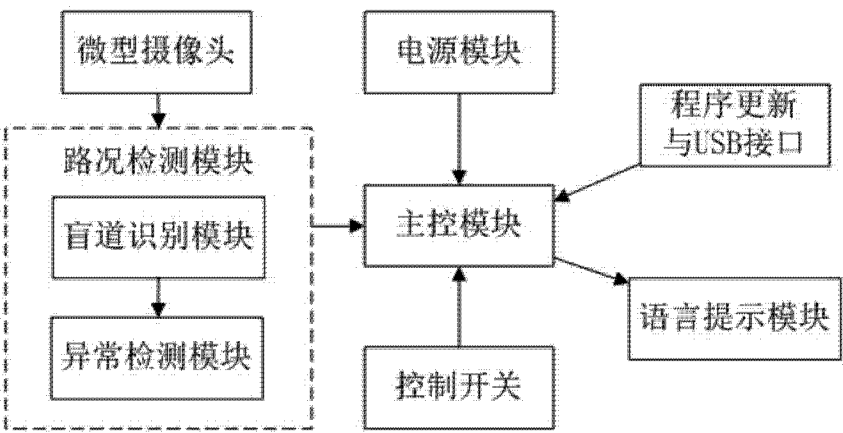 微型摄像头
路况检测模块
盲道识别模块
异常检测模块
电源模块
主控模块
控制开关
程序更新
与USB接口
语言提示模块